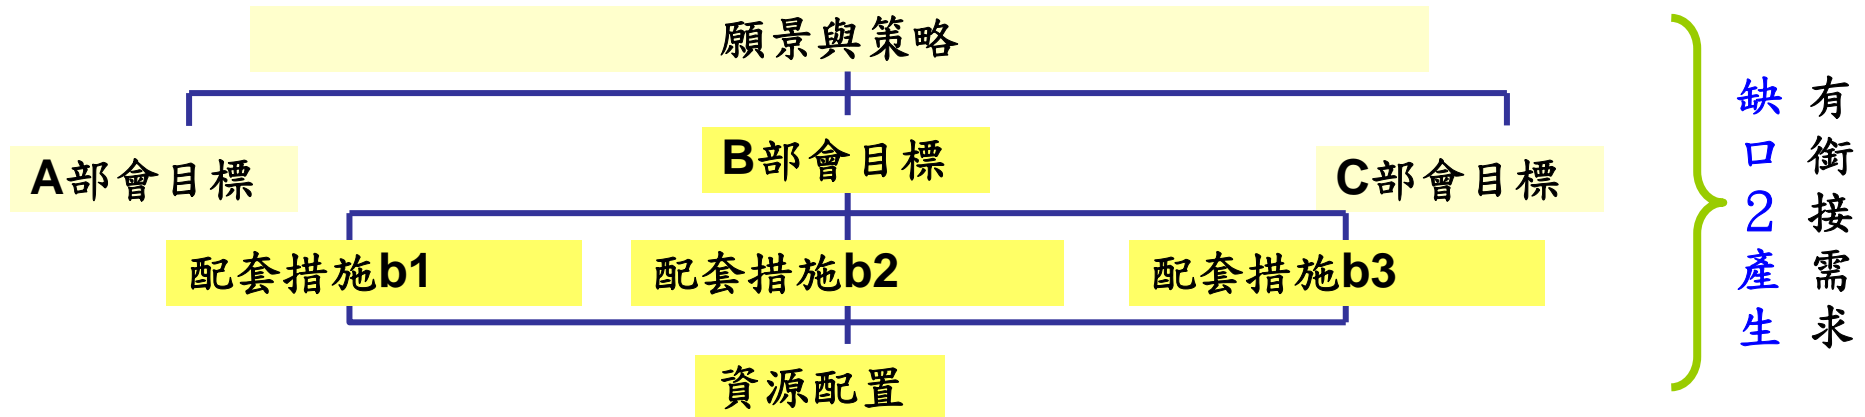 願景與策略
A部會目標
B部會目標
C部會目標
配套措施b1
配套措施b2
配套措施b3
資源配置
有銜接需求
缺口2產生